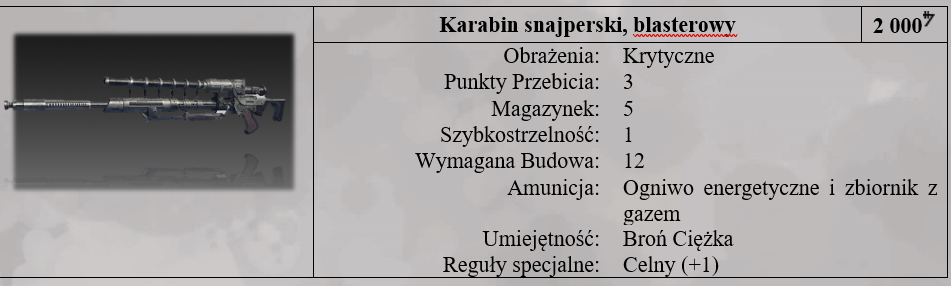 Karabin snajperski, blasterowy 2 000
Obrażenia: Krytyczne
Punkty Przebicia: 3
Magazynek: 5
Szybkostrzelność: 1
Wymagana Budowa: 12
Amunicja: Ogniwo energetyczne i zbiornik z
gazem
Umiejętność: Broń Ciężka
Reguły specjalne: Celny (+1)